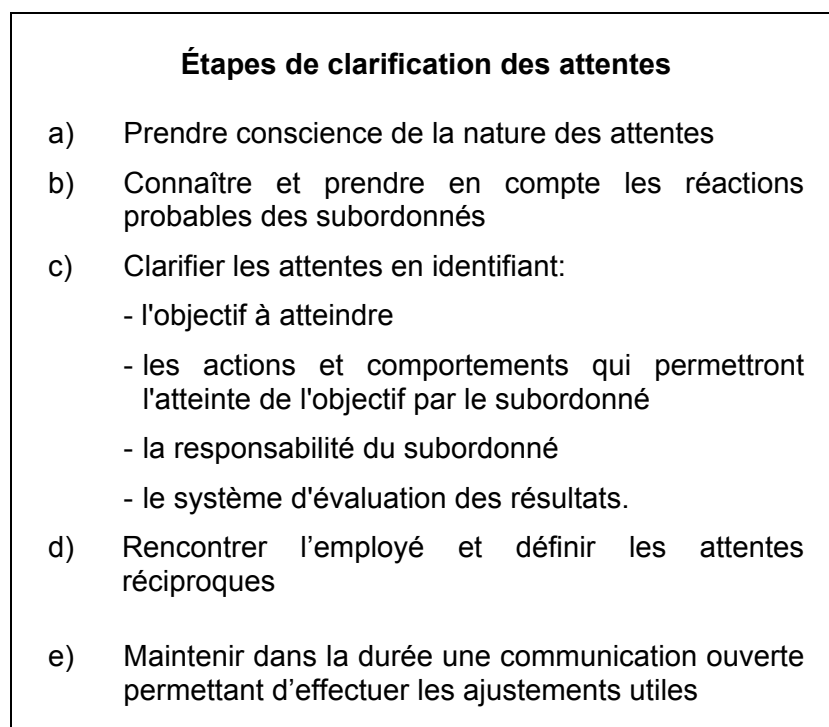 Étapes de clarification des attentes
a) Prendre conscience de la nature des attentes
b) Connaître et prendre en compte les réactions
probables des subordonnés
c) Clarifier les attentes en identifiant:
- l'objectif à atteindre
- les actions et comportements qui permettront
l'atteinte de l'objectif par le subordonné
- la responsabilité du subordonné
- le système d'évaluation des résultats.
d) Rencontrer l’employé et définir les attentes
réciproques
e) Maintenir dans la durée une communication ouverte
permettant d’effectuer les ajustements utiles